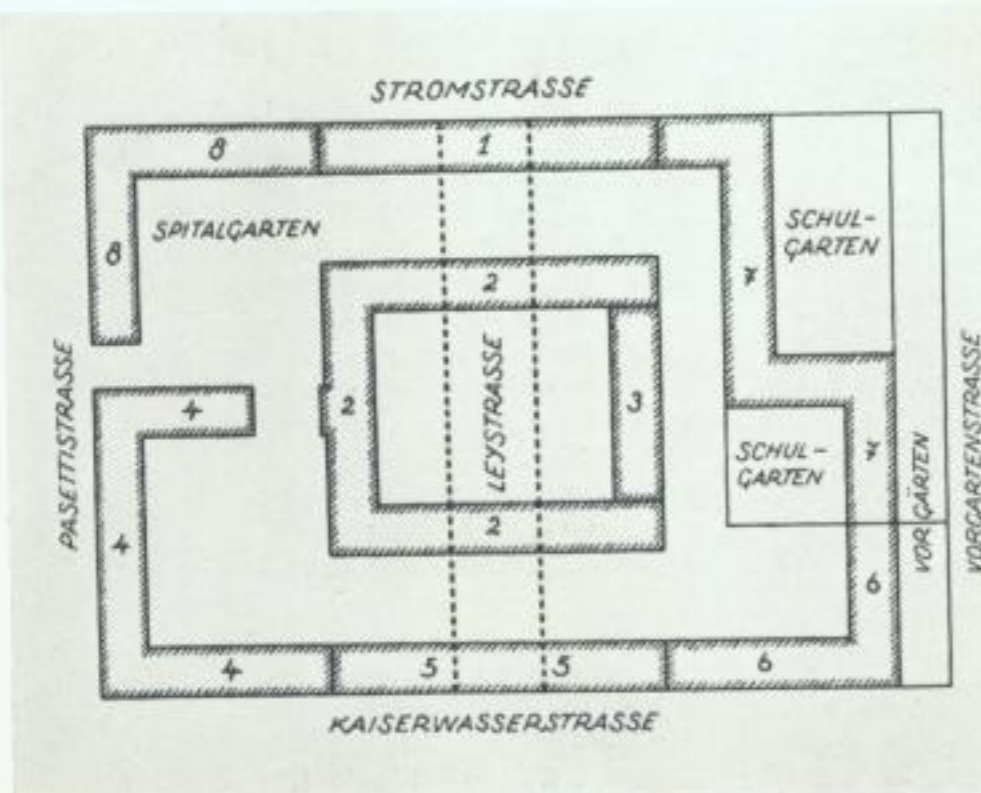 STROMSTRASSE
8
1
8
SPITALGARTEN
SCHUL-
GARTEN
7
2
PASETTISTRASSE
4
2
LEYSTRASSE
3
SCHUL-
GARTEN
7
VORGÄRTEN
VORGARTENSTRASSE
4
2
6
4
5
5
6
KAISERWASSERSTRASSE